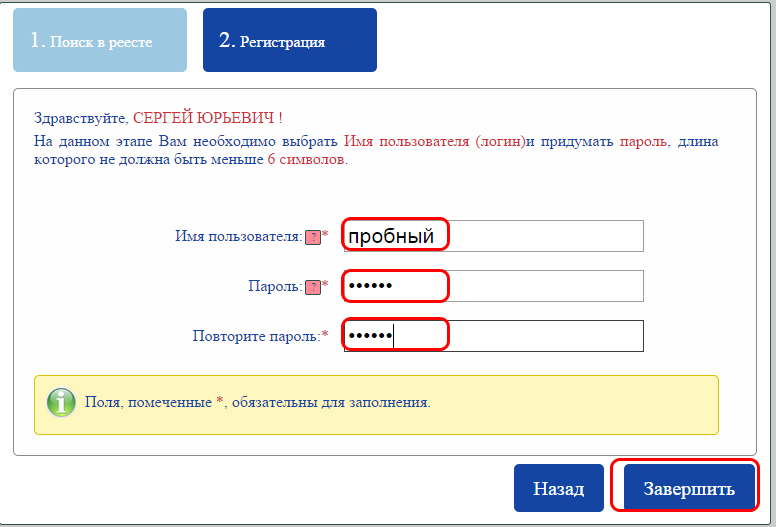 1. Поиск в реесте
2. Регистрация
Здравствуйте, СЕРГЕЙ ЮРЬЕВИЧ !
На данном этапе Вам необходимо выбрать Имя пользователя (логин)и придумать пароль, длина
которого не должна быть меньше 6 символов.
Имя пользователя: ? * пробный
Пароль: ? * ••••••
Повторите пароль:* ••••••
Поля, помеченные *, обязательны для заполнения.
Назад
Завершить